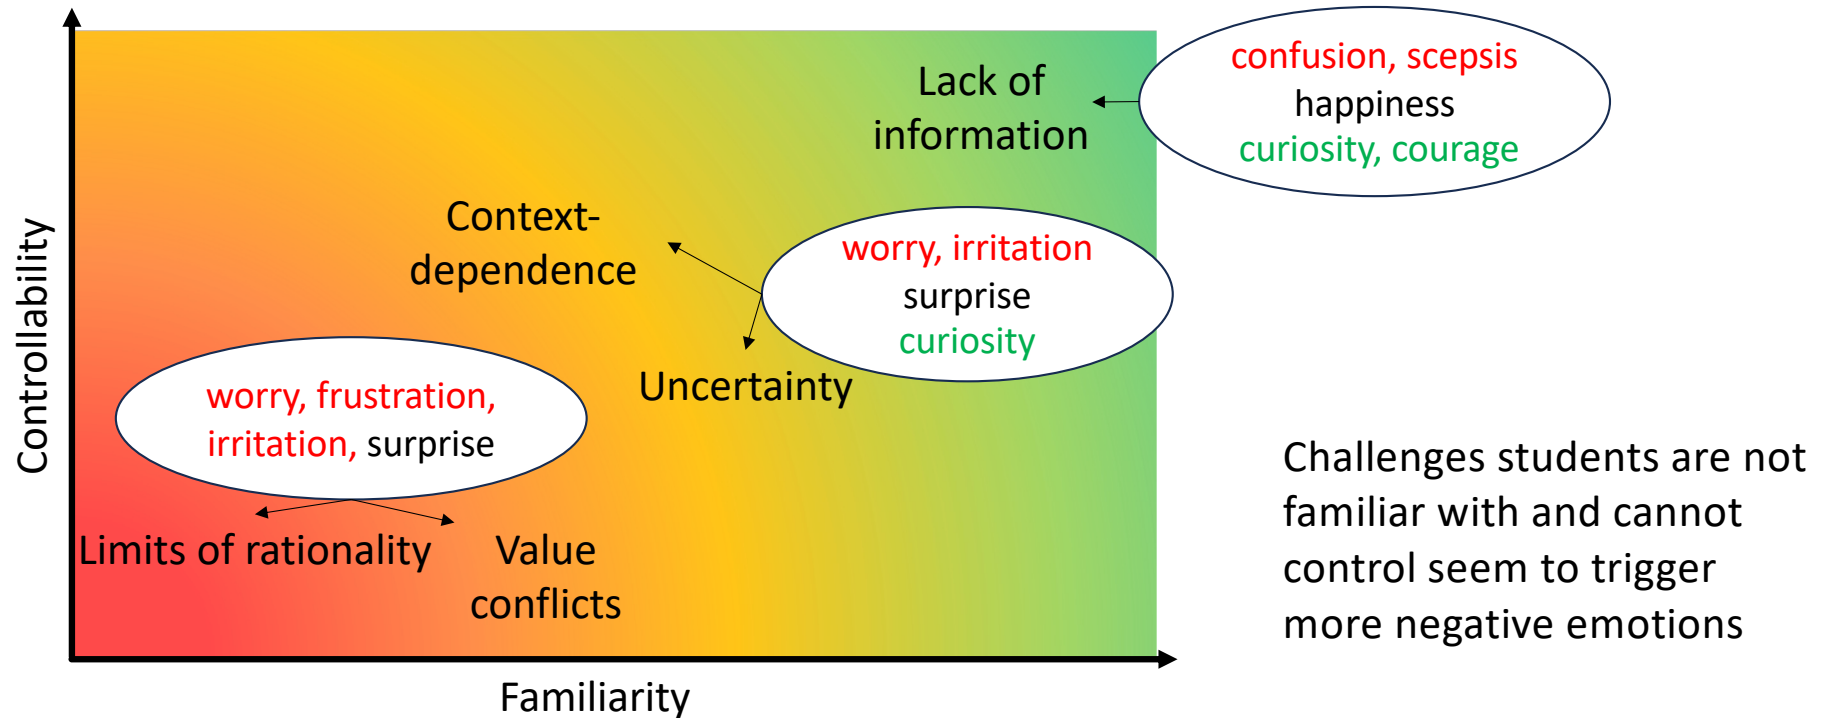 Controllability
Lack of
information
confusion, scepsis
happiness
curiosity, courage
Context-
dependence
worry, irritation
surprise
curiosity
Uncertainty
worry, frustration,
irritation, surprise
Limits of rationality
Value
conflicts
Familiarity
Challenges students are not
familiar with and cannot
control seem to trigger
more negative emotions